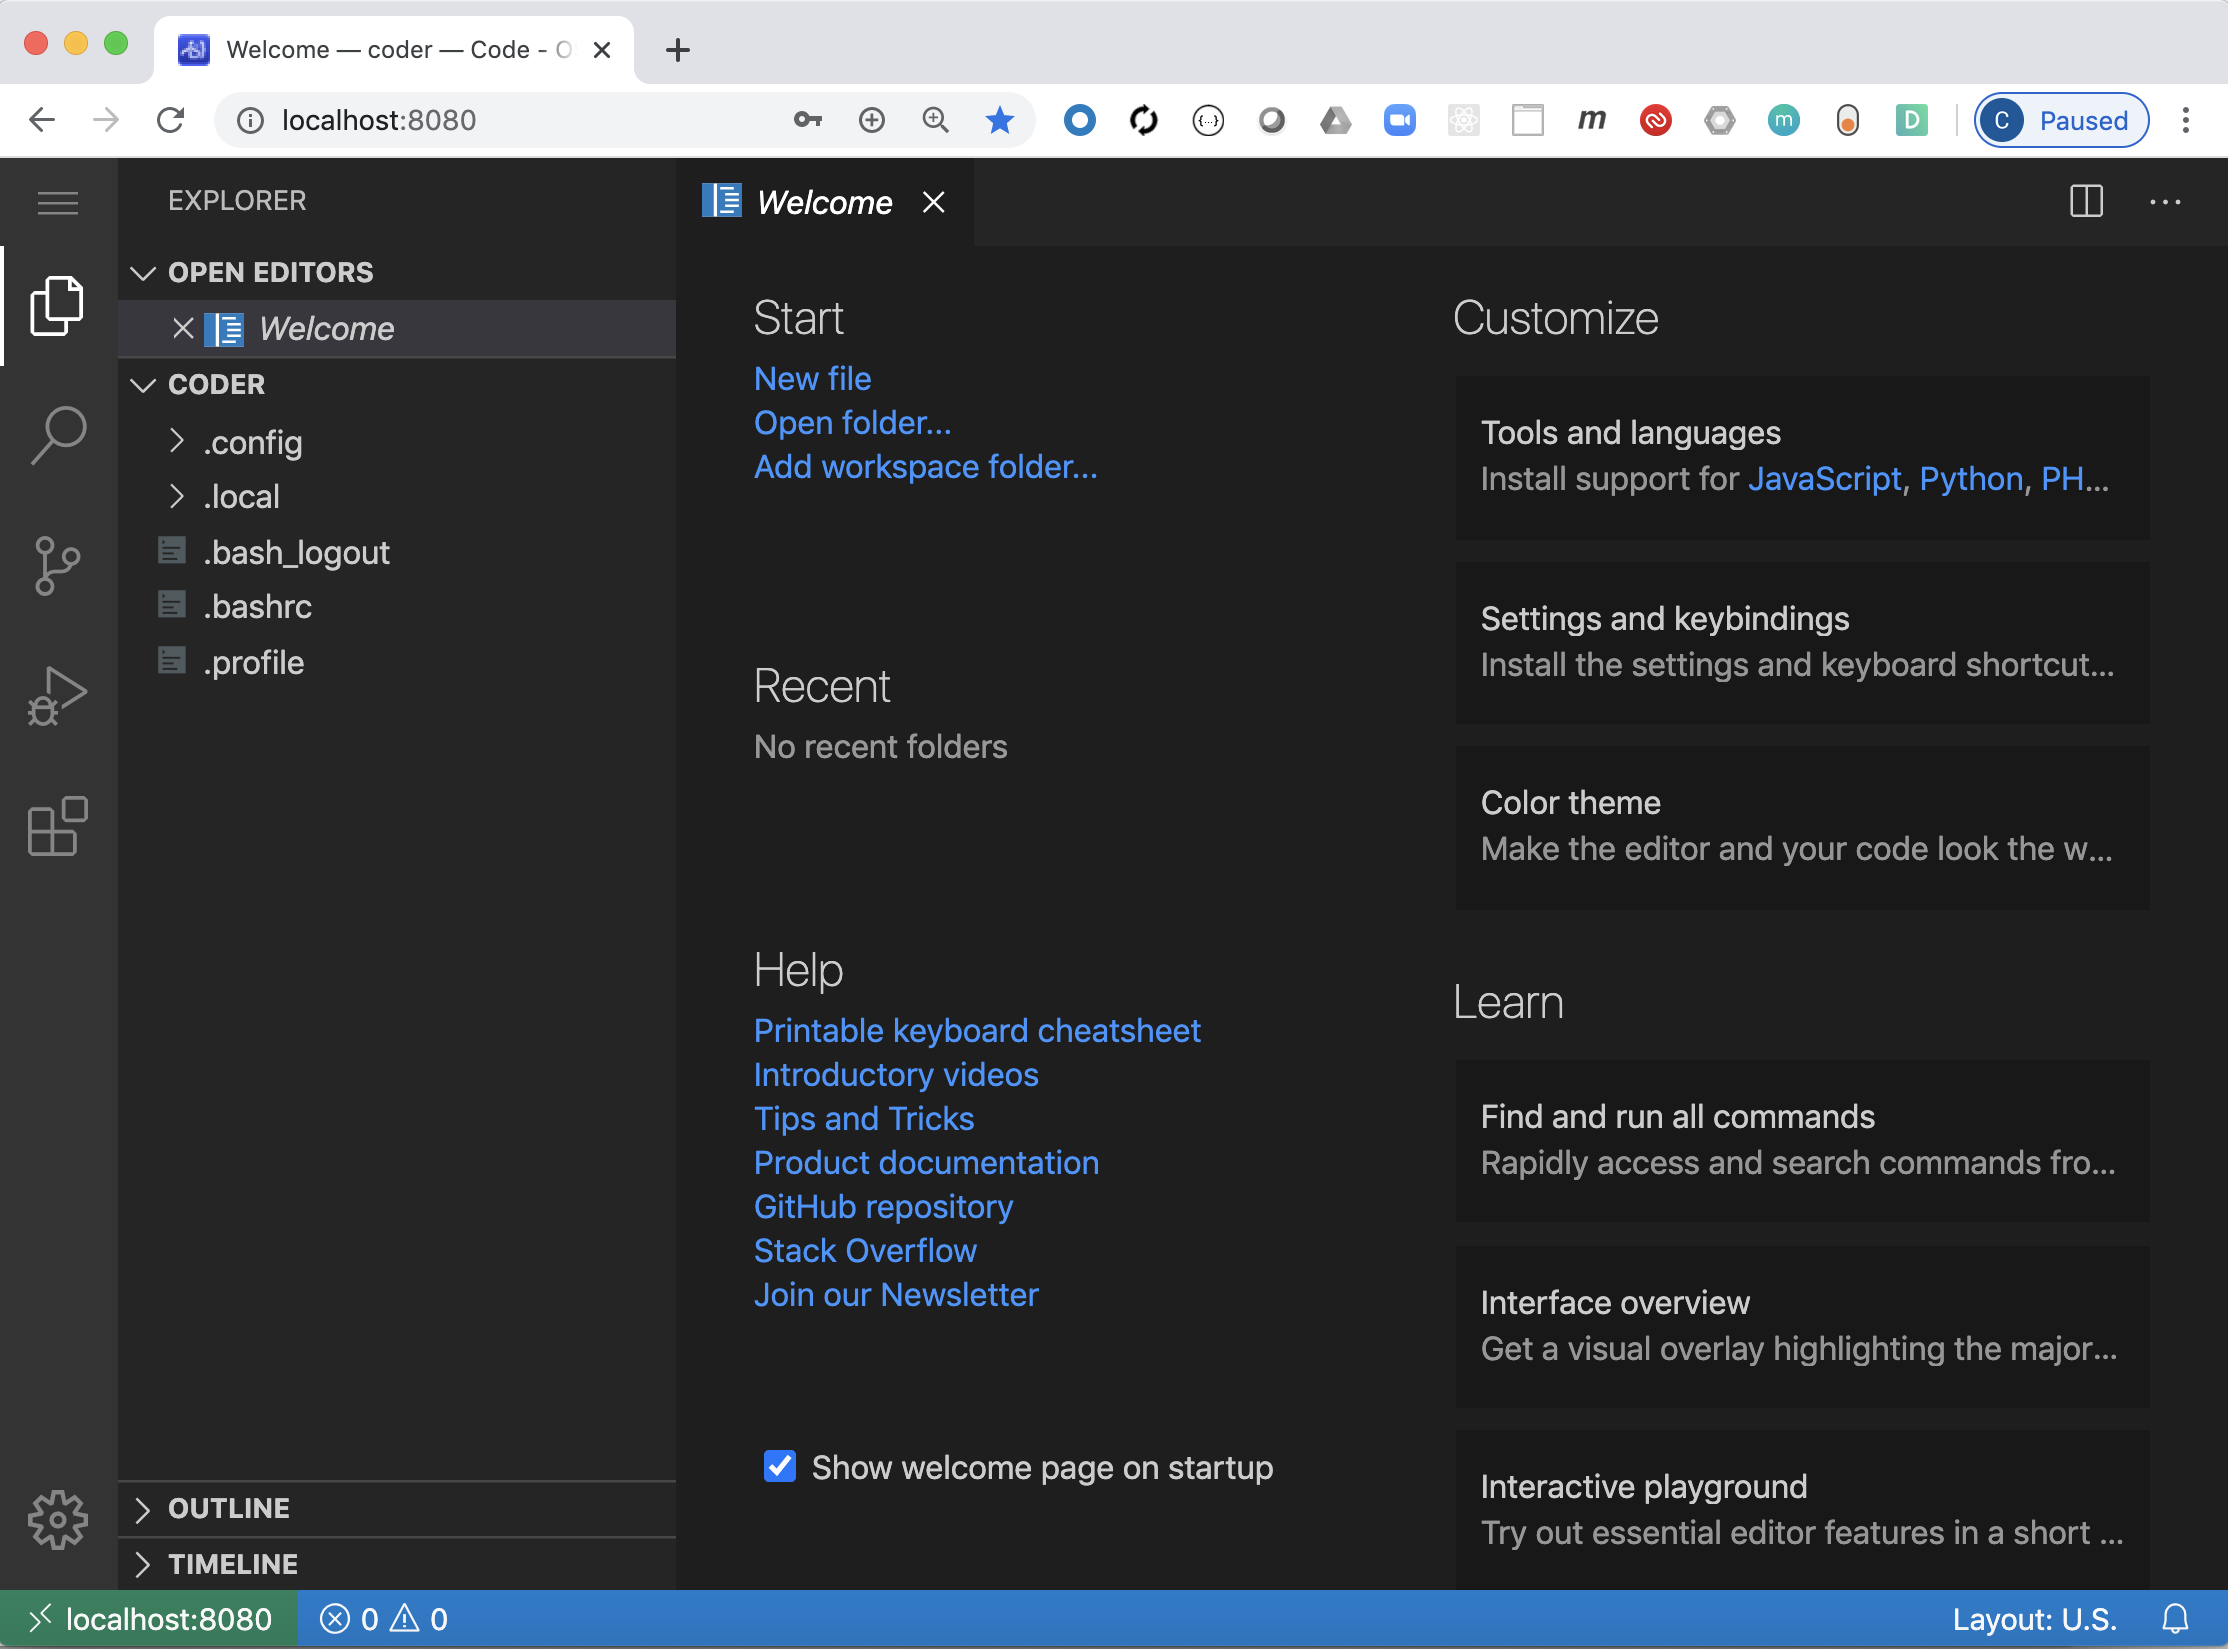 Welcome — coder — Code - O
localhost:8080
{...}
m
m
D
C
Paused
EXPLORER
OPEN EDITORS
Welcome
CODER
.config
.local
.bash_logout
.bashrc
.profile
OUTLINE
TIMELINE
Welcome
Start
New file
Open folder...
Add workspace folder...
Recent
No recent folders
Help
Printable keyboard cheatsheet
Introductory videos
Tips and Tricks
Product documentation
GitHub repository
Stack Overflow
Join our Newsletter
Show welcome page on startup
Customize
Tools and languages
Install support for JavaScript, Python, PH...
Settings and keybindings
Install the settings and keyboard shortcut...
Color theme
Make the editor and your code look the w...
Learn
Find and run all commands
Rapidly access and search commands fro...
Interface overview
Get a visual overlay highlighting the major...
Interactive playground
Try out essential editor features in a short ...
localhost:8080
0 0
Layout: U.S.